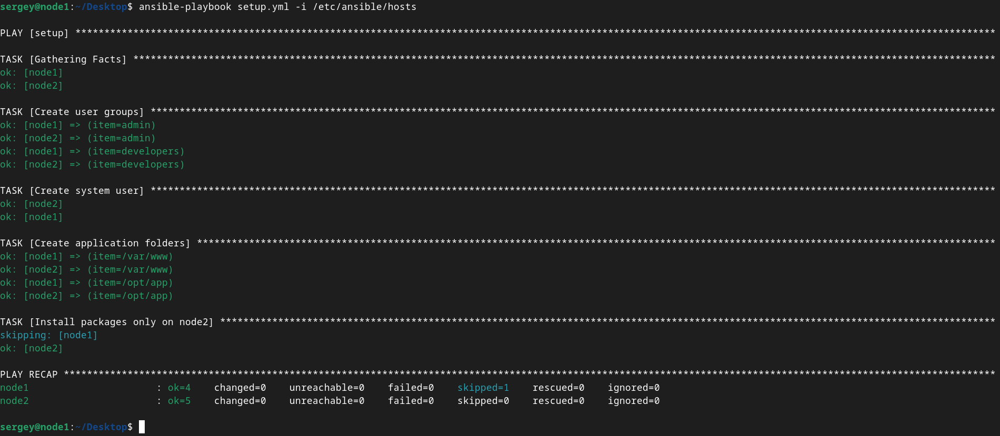 sergey@node1:~/Desktop$ ansible-playbook setup.yml -i /etc/ansible/hosts
PLAY [setup] ***************************************************************************************************************************************************************
TASK [Gathering Facts] *****************************************************************************************************************************************************
ok: [node1]
ok: [node2]
TASK [Create user groups] **************************************************************************************************************************************************
ok: [node1] => (item=admin)
ok: [node2] => (item=admin)
ok: [node1] => (item=developers)
ok: [node2] => (item=developers)
TASK [Create system user] **************************************************************************************************************************************************
ok: [node2]
ok: [node1]
TASK [Create application folders] ******************************************************************************************************************************************
ok: [node1] => (item=/var/www)
ok: [node2] => (item=/var/www)
ok: [node1] => (item=/opt/app)
ok: [node2] => (item=/opt/app)
TASK [Install packages only on node2] **************************************************************************************************************************************
skipping: [node1]
ok: [node2]
PLAY RECAP *****************************************************************************************************************************************************************
node1                      : ok=4    changed=0    unreachable=0    failed=0    skipped=1    rescued=0    ignored=0
node2                      : ok=5    changed=0    unreachable=0    failed=0    skipped=0    rescued=0    ignored=0
sergey@node1:~/Desktop$